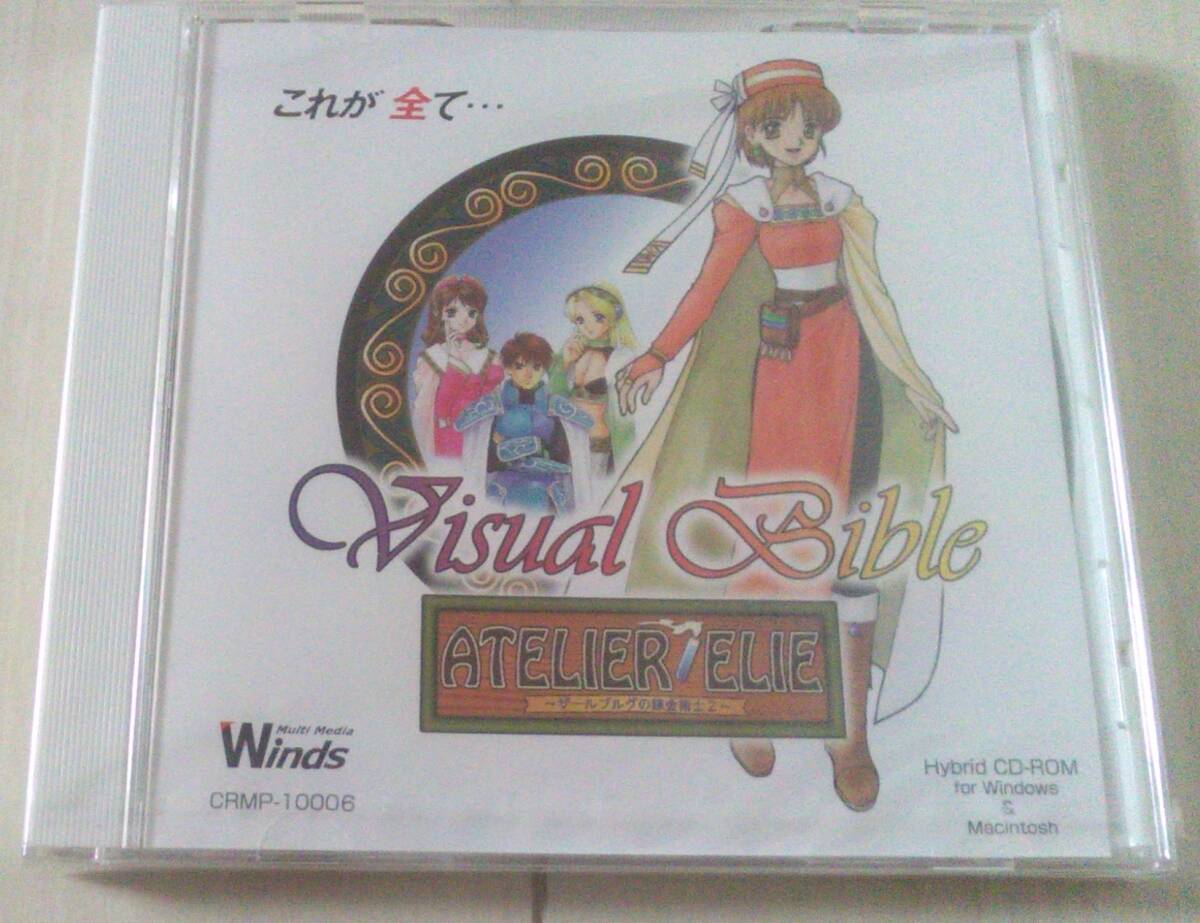 これが 全て…
Visual Bible
ATELIER ELIE
～ザールブルグの錬金術士2～
Multi Media
Winds
CRMP-10006
Hybrid CD-ROM
for Windows
&
Macintosh